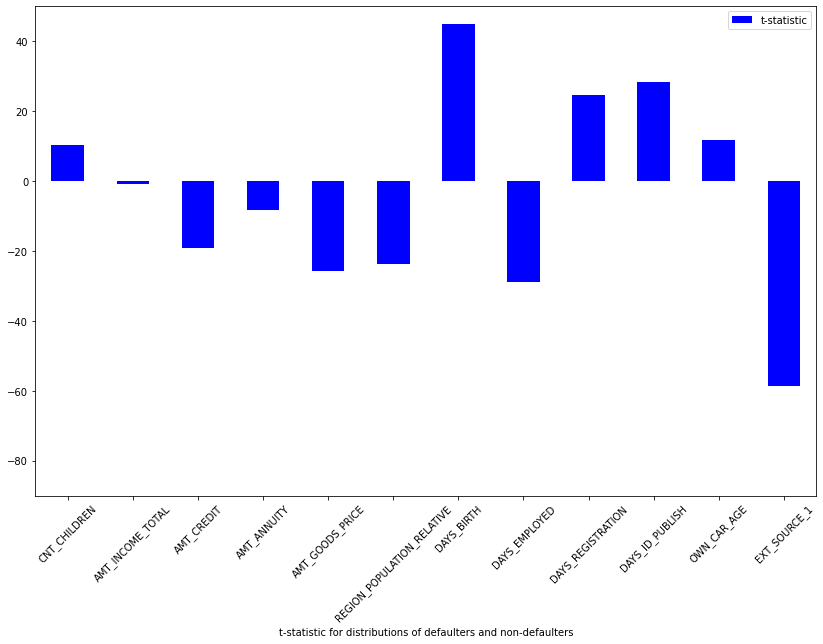 t-statistic
40
20
0
−20
−40
−60
−80
CNT_CHILDREN
AMT_INCOME_TOTAL
AMT_CREDIT
AMT_ANNUITY
AMT_GOODS_PRICE
REGION_POPULATION_RELATIVE
DAYS_BIRTH
DAYS_EMPLOYED
DAYS_REGISTRATION
DAYS_ID_PUBLISH
OWN_CAR_AGE
EXT_SOURCE_1
t-statistic for distributions of defaulters and non-defaulters